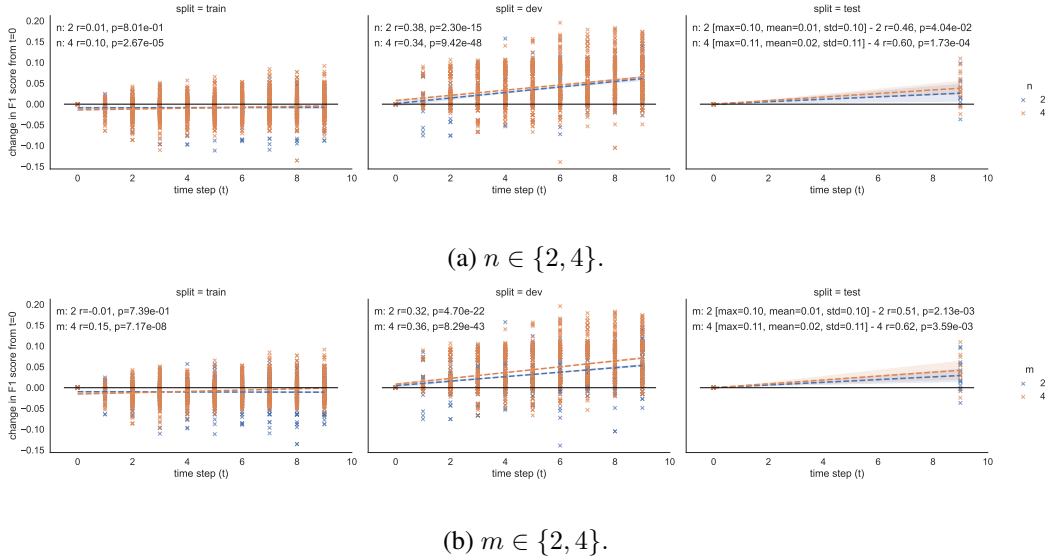 split = train
split = dev
split = test
n: 2 r=0.01, p=8.01e-01
n: 4 r=0.10, p=2.67e-05
n: 2 r=0.38, p=2.30e-15
n: 4 r=0.34, p=9.42e-48
n: 2 [max=0.10, mean=0.01, std=0.10] - 2 r=0.46, p=4.04e-02
n: 4 [max=0.11, mean=0.02, std=0.11] - 4 r=0.60, p=1.73e-04
change in F1 score from t=0
0.20
0.15
0.10
0.05
0.00
−0.05
−0.10
−0.15
0 2 4 6 8 10
0 2 4 6 8 10
0 2 4 6 8 10
time step (t)
time step (t)
time step (t)
n
2
4
(a) n ∈ {2, 4}.
split = train
split = dev
split = test
m: 2 r=-0.01, p=7.39e-01
m: 4 r=0.15, p=7.17e-08
m: 2 r=0.32, p=4.70e-22
m: 4 r=0.36, p=8.29e-43
m: 2 [max=0.10, mean=0.01, std=0.10] - 2 r=0.51, p=2.13e-03
m: 4 [max=0.11, mean=0.02, std=0.11] - 4 r=0.62, p=3.59e-03
change in F1 score from t=0
0.20
0.15
0.10
0.05
0.00
−0.05
−0.10
−0.15
0 2 4 6 8 10
0 2 4 6 8 10
0 2 4 6 8 10
time step (t)
time step (t)
time step (t)
m
2
4
(b) m ∈ {2, 4}.